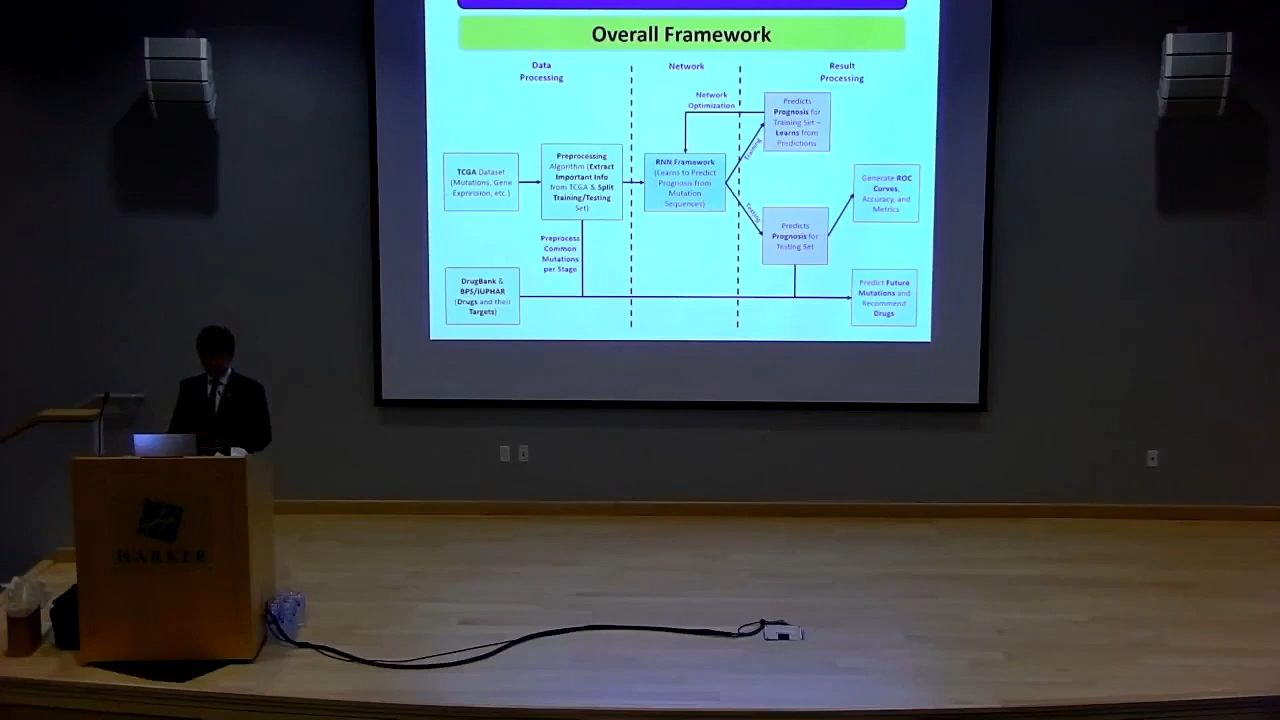 Overall Framework
Data
Processing
Network
Result
Processing
Network
Optimization
Predicts
Prognosis for
Training Set –
Learns from
Predictions
Training
TCGA Dataset
(Mutations, Gene
Expression, etc.)
Preprocessing
Algorithm (Extract
Important Info
from TCGA & Split
Training/Testing
Set)
RNN Framework
(Learns to Predict
Prognosis from
Mutation
Sequences)
Generate ROC
Curves,
Accuracy, and
Metrics
Testing
Predicts
Prognosis for
Testing Set
Preprocess
Common
Mutations
per Stage
DrugBank &
BPS/IUPHAR
(Drugs and their
Targets)
Predict Future
Mutations and
Recommend
Drugs
HARKER